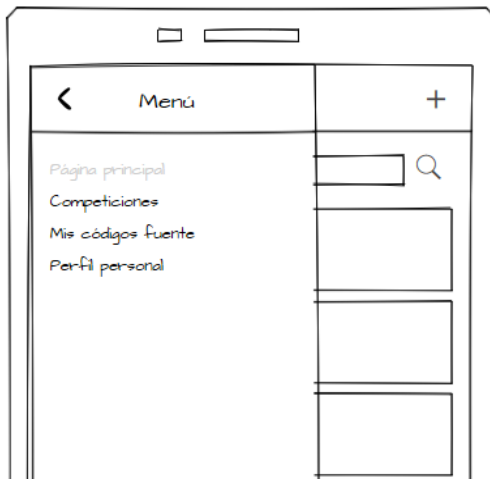 Menú
Página principal
Competiciones
Mis códigos fuente
Perfil personal